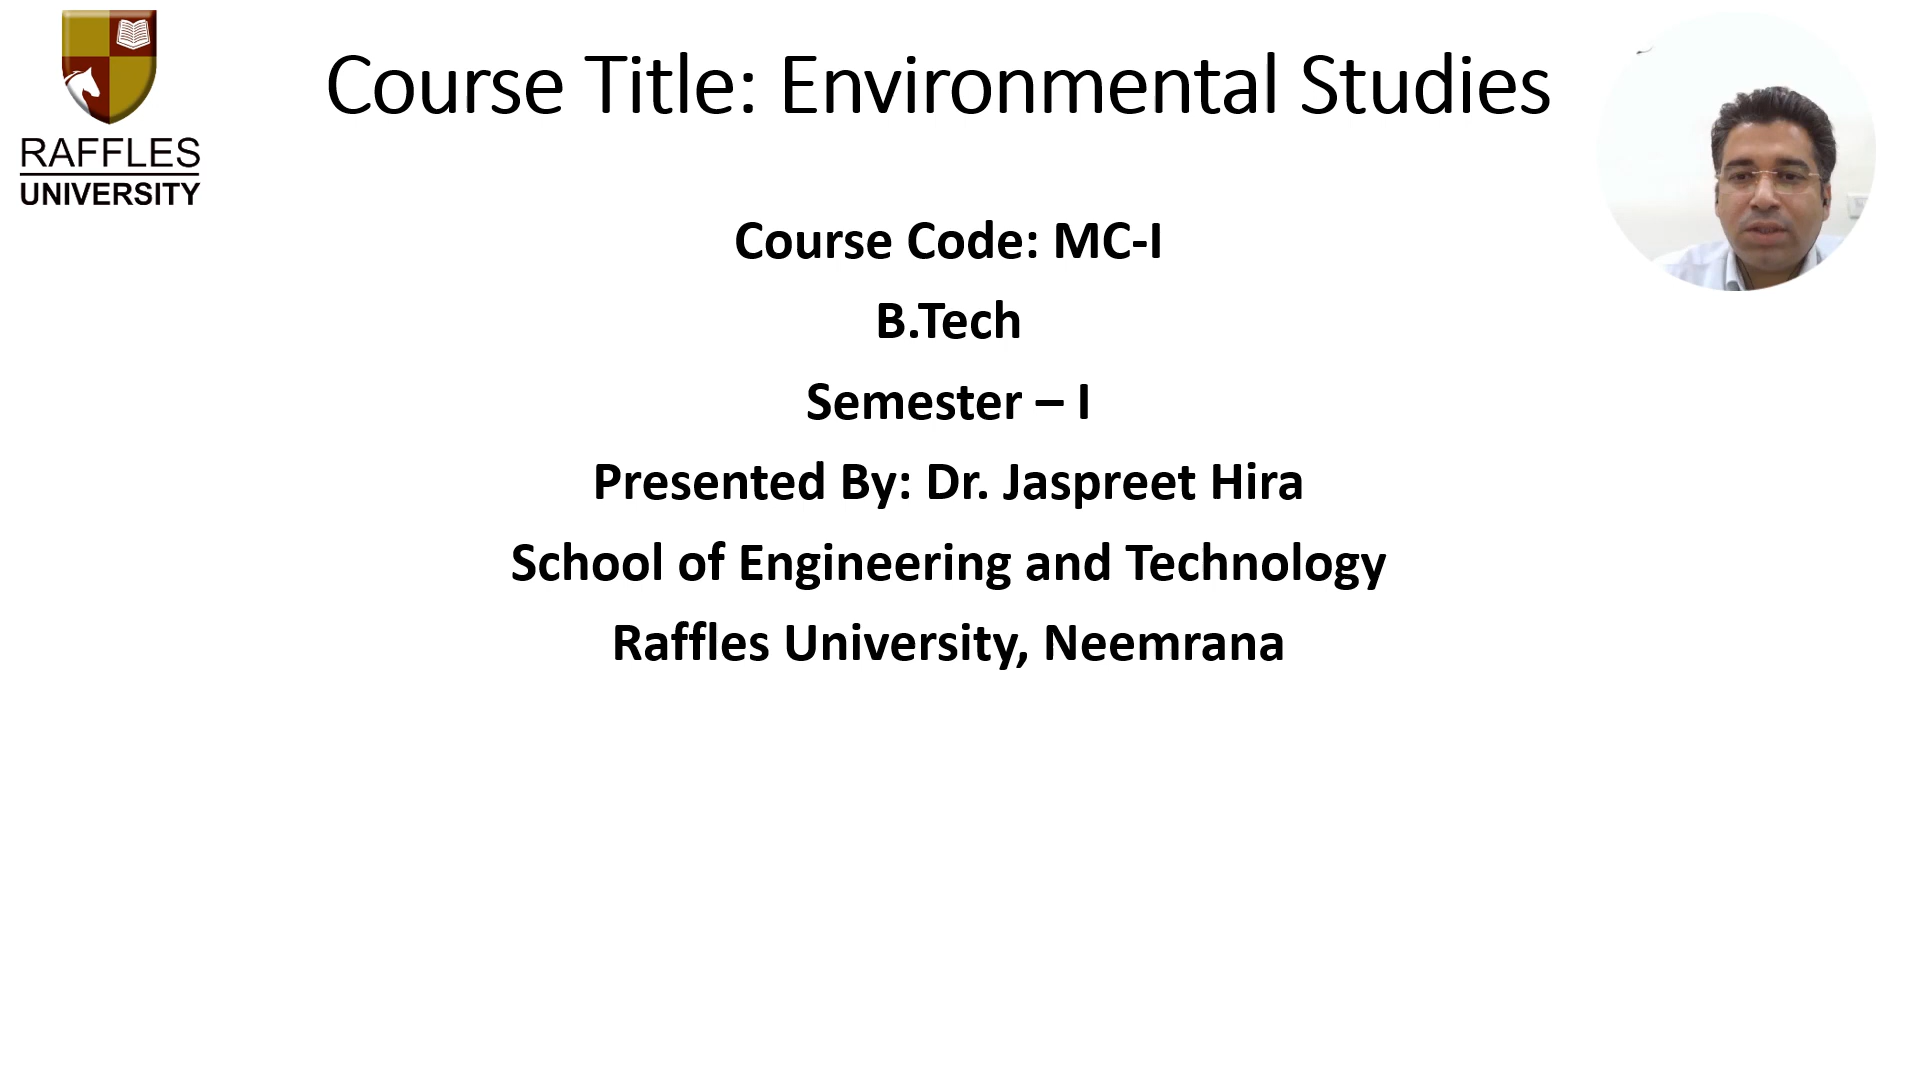 RAFFLES
UNIVERSITY
Course Title: Environmental Studies
Course Code: MC-I
B.Tech
Semester – I
Presented By: Dr. Jaspreet Hira
School of Engineering and Technology
Raffles University, Neemrana